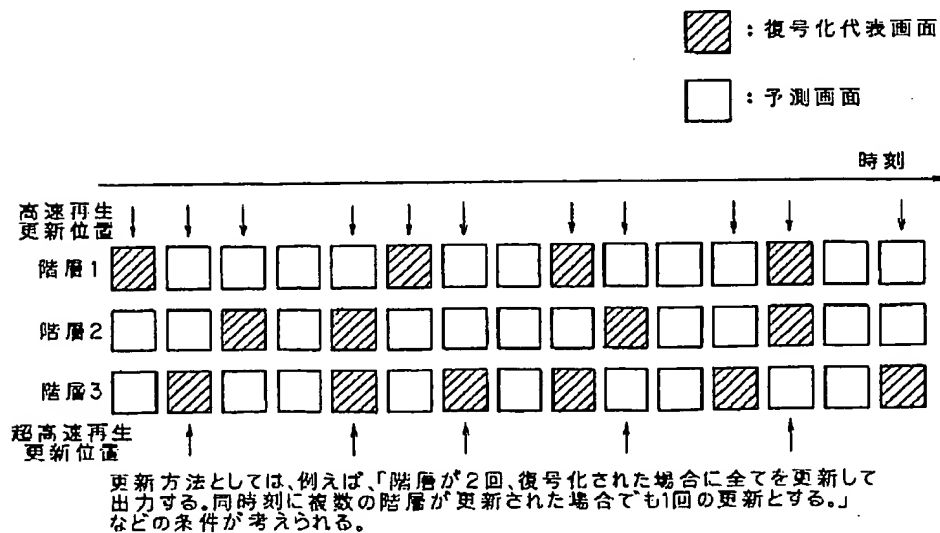 ：復号化代表画面
：予測画面
時刻
高速再生
更新位置
階層1
階層2
階層3
超高速再生
更新位置
更新方法としては、例えば、「階層が2回、復号化された場合に全てを更新して
出力する。同時刻に複数の階層が更新された場合でも1回の更新とする。」
などの条件が考えられる。